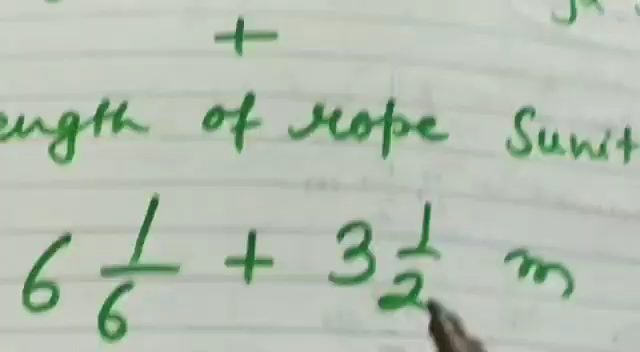 +
ength of rope Sunit
6 1/6 + 3 1/2 m